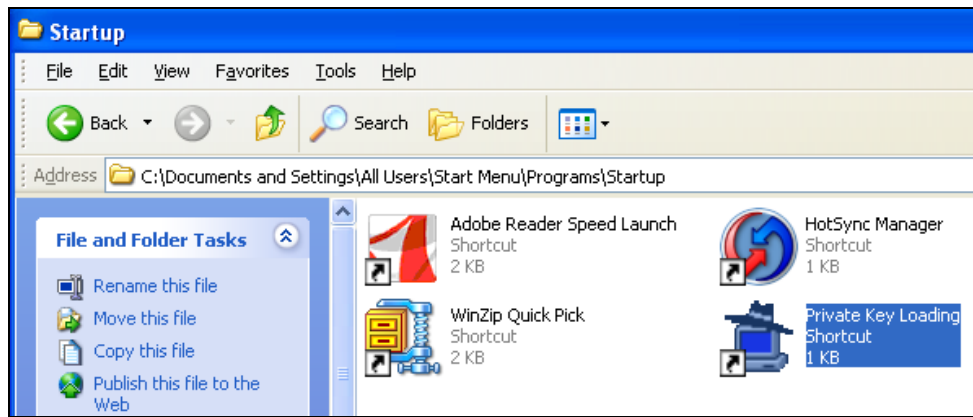 Startup
File Edit View Favorites Tools Help
Back Search Folders
Address C:\Documents and Settings\All Users\Start Menu\Programs\Startup
File and Folder Tasks
Rename this file
Move this file
Copy this file
Publish this file to the
Web
Adobe Reader Speed Launch
Shortcut
2 KB
HotSync Manager
Shortcut
1 KB
WinZip Quick Pick
Shortcut
2 KB
Private Key Loading
Shortcut
1 KB